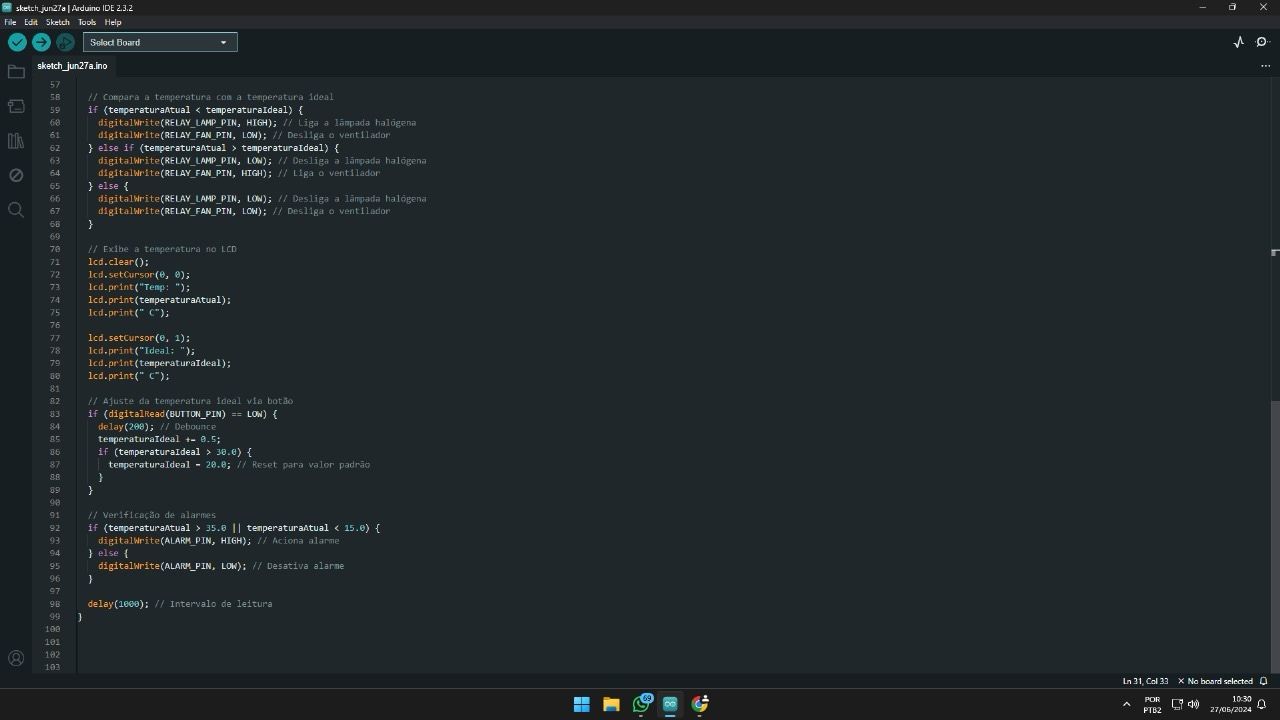 sketch_jun27a | Arduino IDE 2.3.2
File Edit Sketch Tools Help
Select Board
sketch_jun27a.ino
57
58 // Compara a temperatura com a temperatura ideal
59 if (temperaturaAtual < temperaturaIdeal) {
60 digitalWrite(RELAY_LAMP_PIN, HIGH); // Liga a lâmpada halógena
61 digitalWrite(RELAY_FAN_PIN, LOW); // Desliga o ventilador
62 } else if (temperaturaAtual > temperaturaIdeal) {
63 digitalWrite(RELAY_LAMP_PIN, LOW); // Desliga a lâmpada halógena
64 digitalWrite(RELAY_FAN_PIN, HIGH); // Liga o ventilador
65 } else {
66 digitalWrite(RELAY_LAMP_PIN, LOW); // Desliga a lâmpada halógena
67 digitalWrite(RELAY_FAN_PIN, LOW); // Desliga o ventilador
68 }
69
70 // Exibe a temperatura no LCD
71 lcd.clear();
72 lcd.setCursor(0, 0);
73 lcd.print("Temp: ");
74 lcd.print(temperaturaAtual);
75 lcd.print(" C");
76
77 lcd.setCursor(0, 1);
78 lcd.print("Ideal: ");
79 lcd.print(temperaturaIdeal);
80 lcd.print(" C");
81
82 // Ajuste da temperatura ideal via botão
83 if (digitalRead(BUTTON_PIN) == LOW) {
84 delay(200); // Debounce
85 temperaturaIdeal += 0.5;
86 if (temperaturaIdeal > 30.0) {
87 temperaturaIdeal = 20.0; // Reset para valor padrão
88 }
89 }
90
91 // Verificação de alarmes
92 if (temperaturaAtual > 35.0 || temperaturaAtual < 15.0) {
93 digitalWrite(ALARM_PIN, HIGH); // Aciona alarme
94 } else {
95 digitalWrite(ALARM_PIN, LOW); // Desativa alarme
96 }
97
98 delay(1000); // Intervalo de leitura
99 }
100
101
102
103
Ln 31, Col 33 No board selected
69
POR
PTB2
10:30
27/06/2024